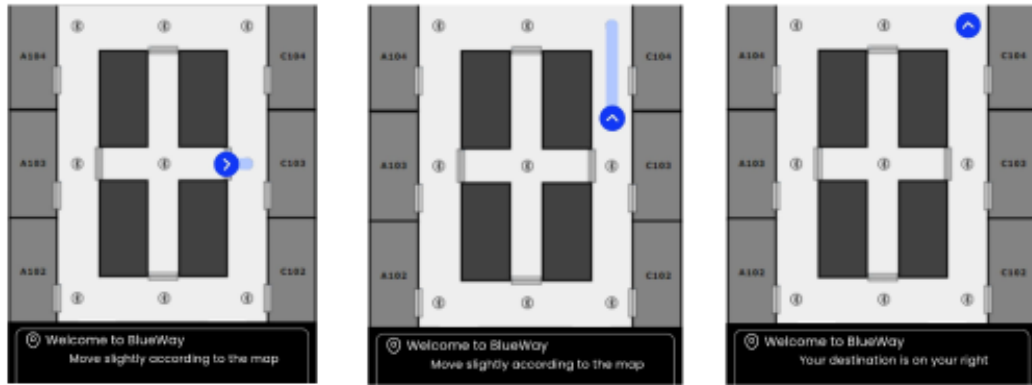 A104
C104
A103
C103
A102
C102
Welcome to BlueWay
Move slightly according to the map
A104
C104
A103
C103
A102
C102
Welcome to BlueWay
Move slightly according to the map
A104
C104
A103
C103
A102
C102
Welcome to BlueWay
Your destination is on your right